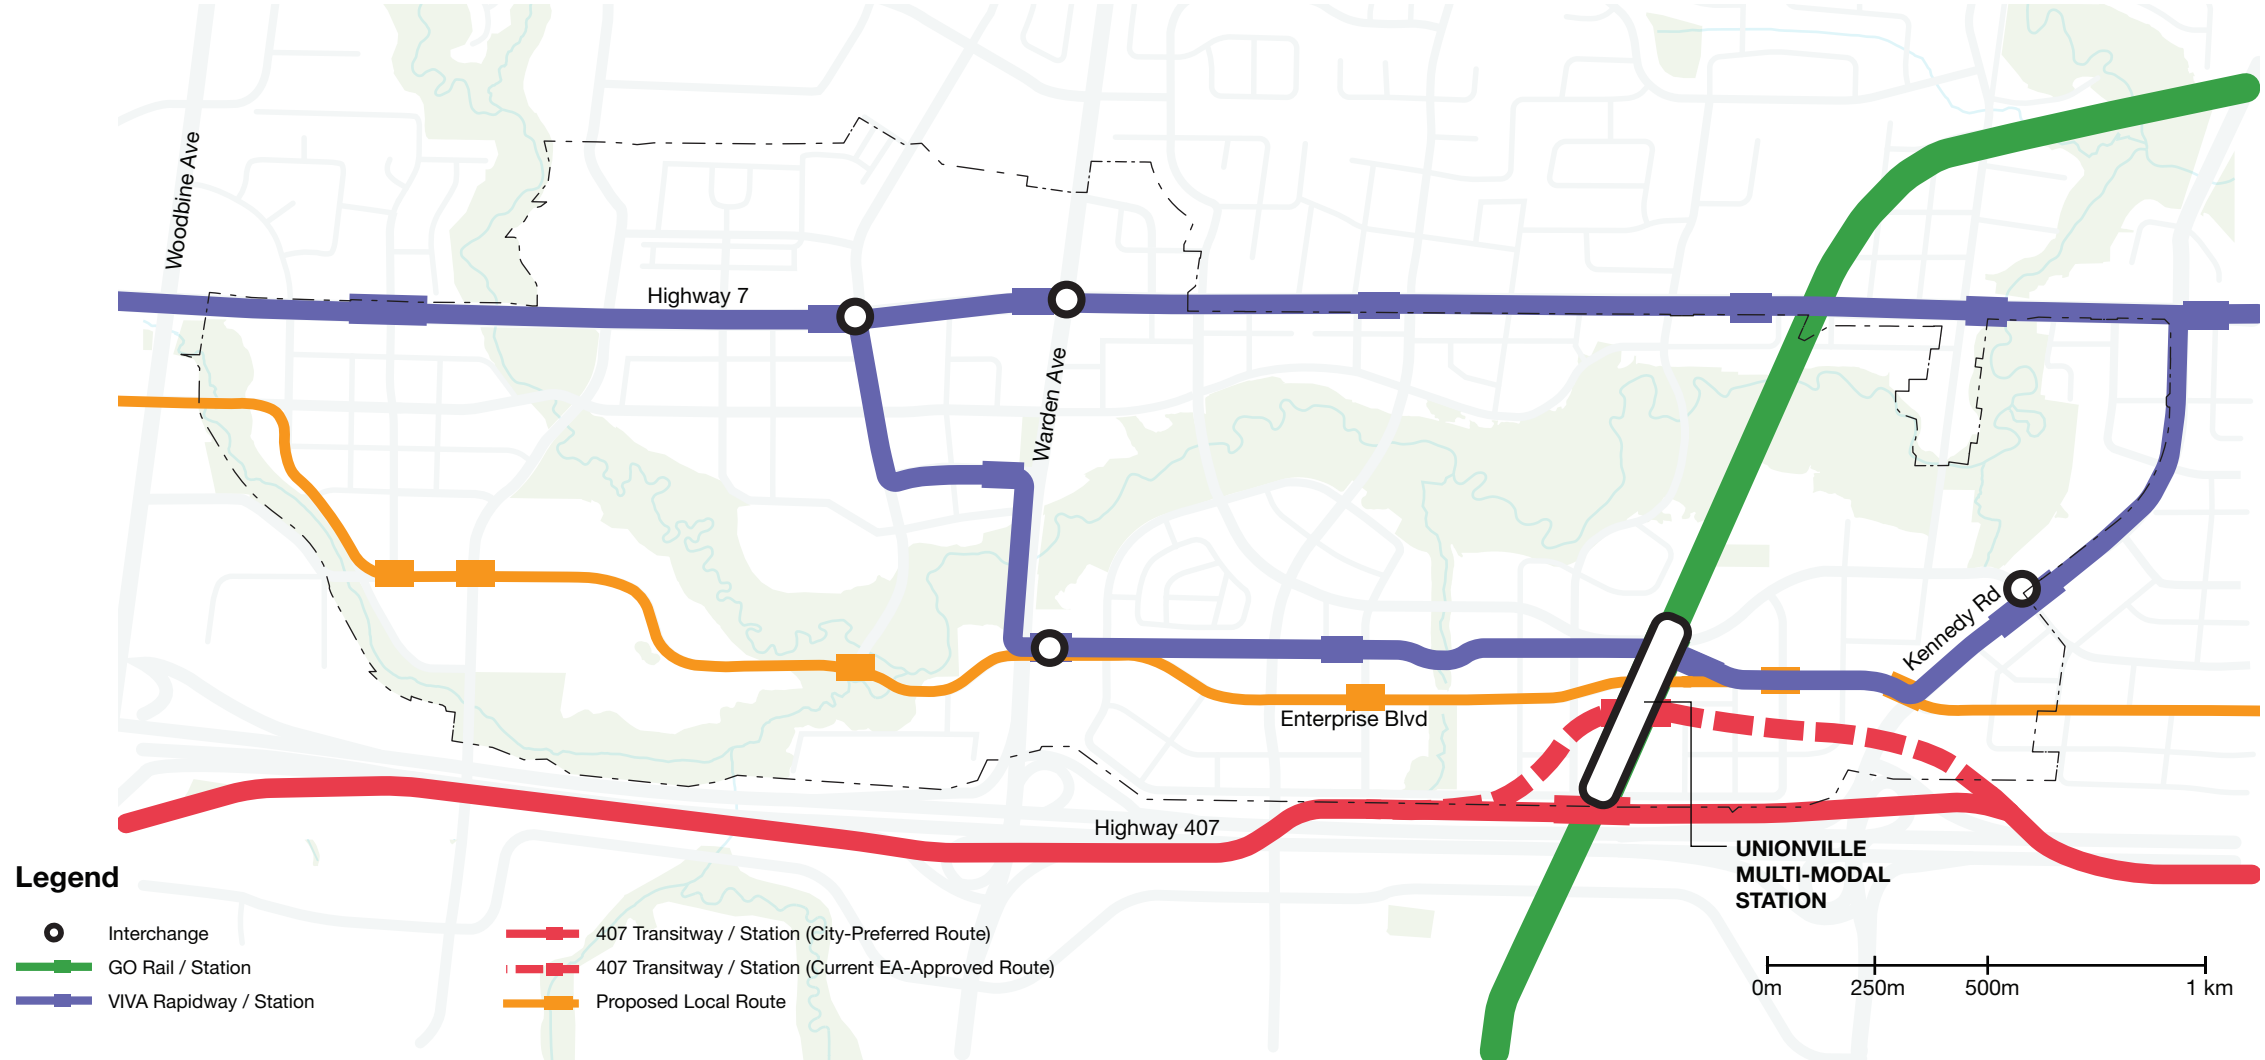 Woodbine Ave
Highway 7
Warden Ave
Kennedy Rd
Enterprise Blvd
Highway 407
UNIONVILLE
MULTI-MODAL
STATION
Legend
Interchange
GO Rail / Station
VIVA Rapidway / Station
407 Transitway / Station (City-Preferred Route)
407 Transitway / Station (Current EA-Approved Route)
Proposed Local Route
0m 250m 500m 1 km